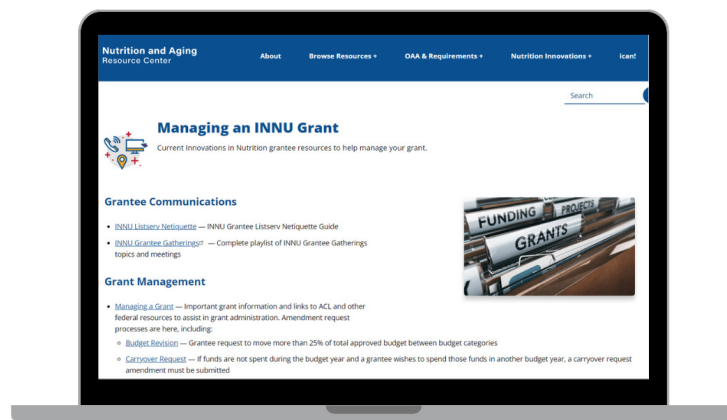 Nutrition and Aging
Resource Center
About
Browse Resources +
OAA & Requirements +
Nutrition Innovations +
ican!
Search
Managing an INNU Grant
Current Innovations in Nutrition grantee resources to help manage your grant.
Grantee Communications
• INNU Listserv Netiquette — INNU Grantee Listserv Netiquette Guide
• INNU Grantee Gatherings — Complete playlist of INNU Grantee Gatherings
topics and meetings
FUNDING
PROJECTS
GRANTS
Grant Management
• Managing a Grant — Important grant information and links to ACL and other
federal resources to assist in grant administration. Amendment request
processes are here, including:
Budget Revision — Grantee request to move more than 25% of total approved budget between budget categories
Carryover Request — If funds are not spent during the budget year and a grantee wishes to spend those funds in another budget year, a carryover request
amendment must be submitted